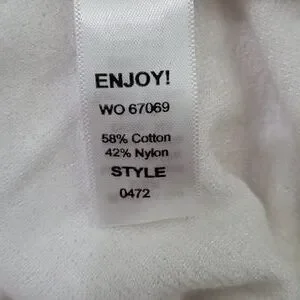 ENJOY!
WO 67069
58% Cotton
42% Nylon
STYLE
0472